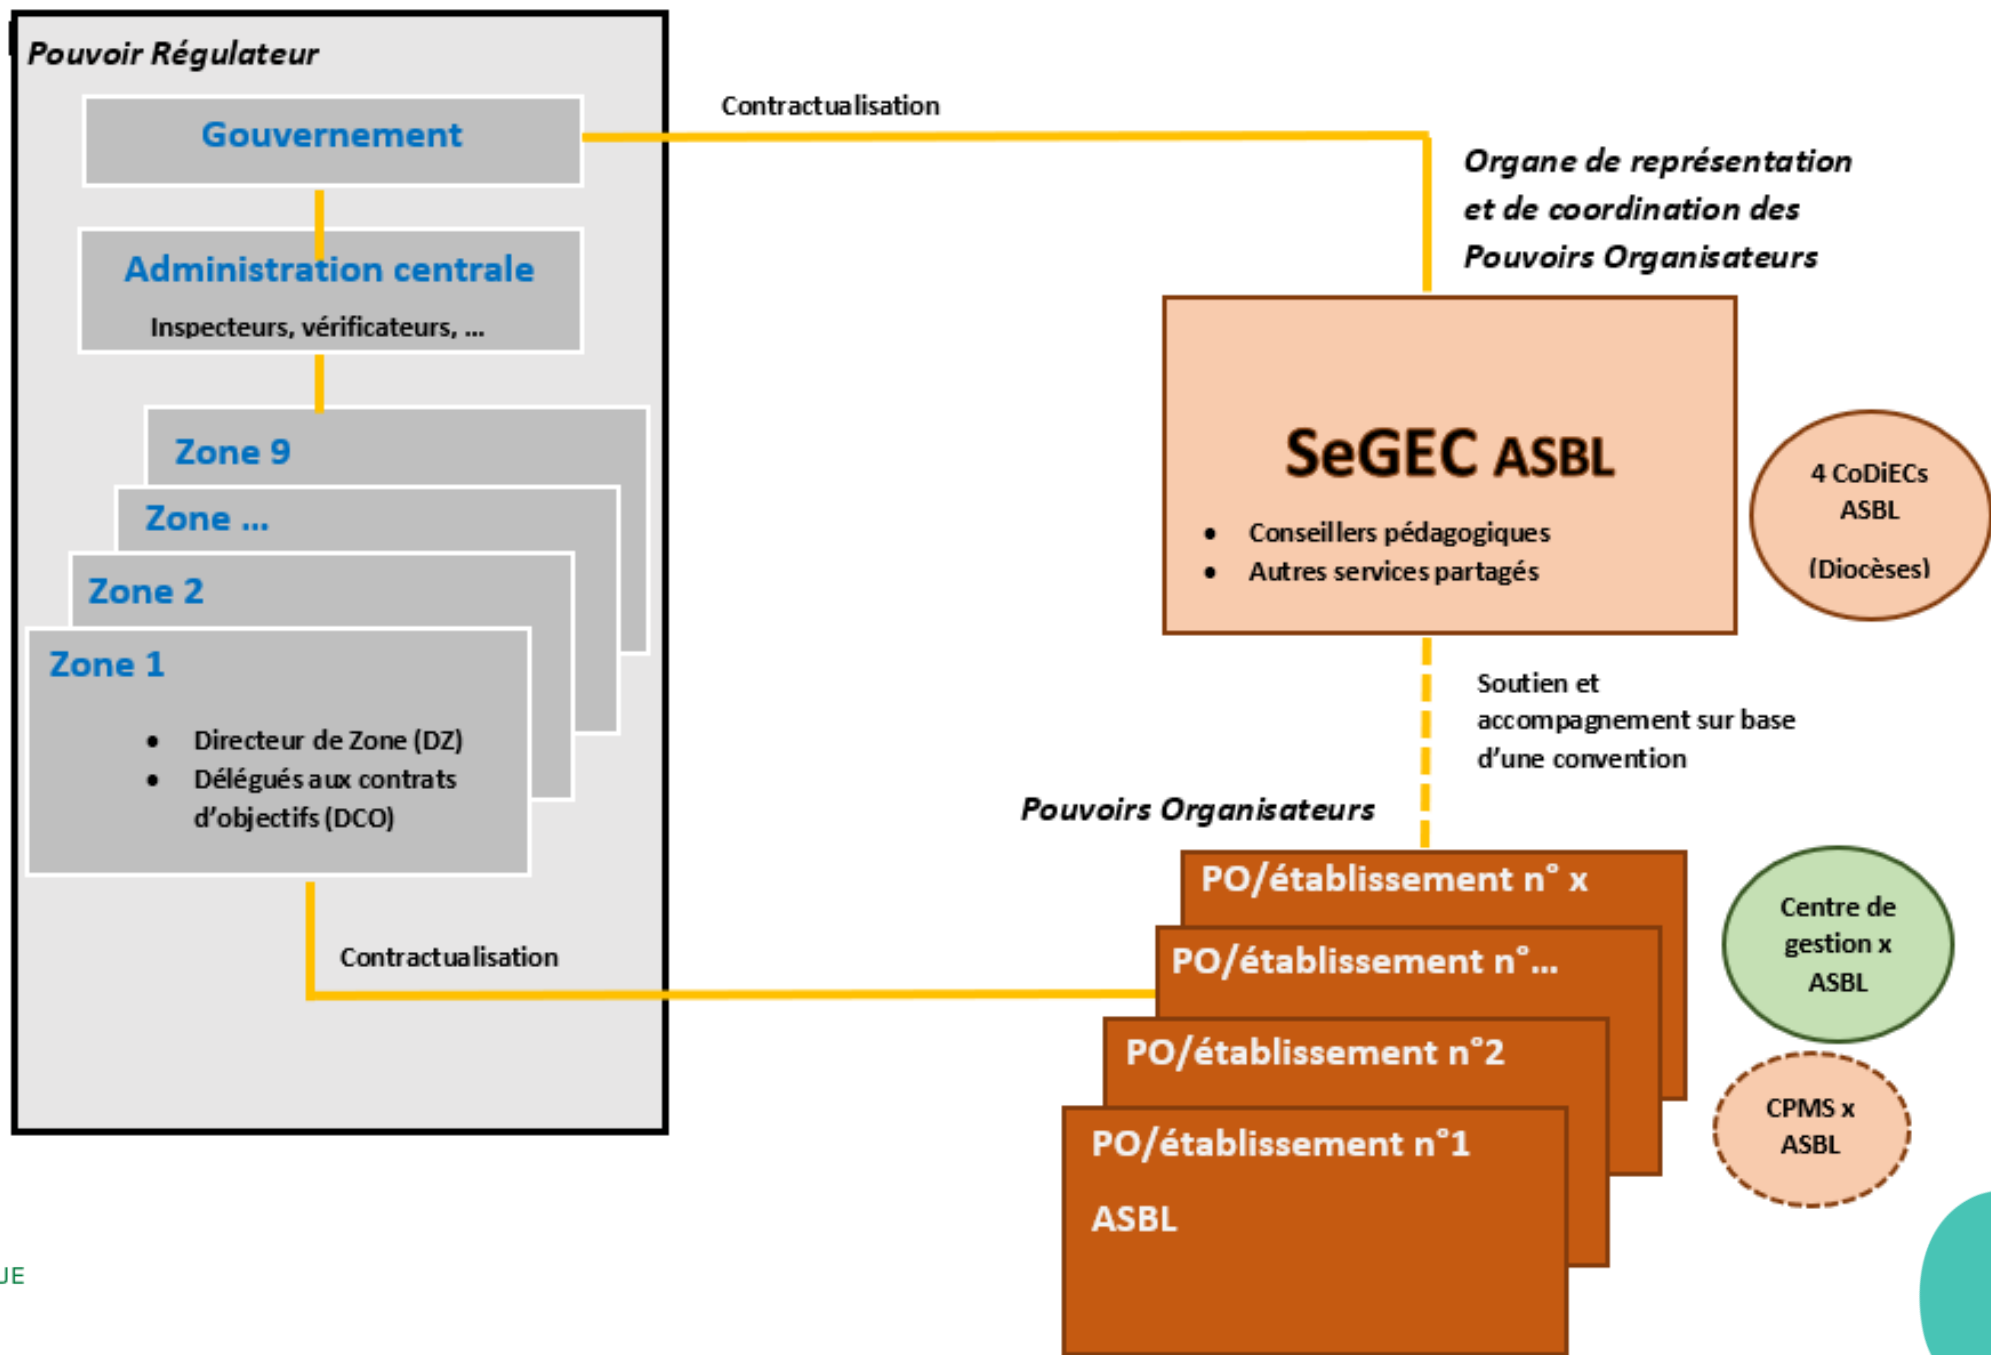 Pouvoir Régulateur
Gouvernement
Administration centrale
Inspecteurs, vérificateurs, ...
Zone 9
Zone ...
Zone 2
Zone 1
• Directeur de Zone (DZ)
• Délégués aux contrats
d'objectifs (DCO)
Contractualisation
Contractualisation
Organe de représentation
et de coordination des
Pouvoirs Organisateurs
SeGEC ASBL
• Conseillers pédagogiques
• Autres services partagés
4 CoDiECs
ASBL
(Diocèses)
Soutien et
accompagnement sur base
d'une convention
Pouvoirs Organisateurs
PO/établissement n° x
PO/établissement n°...
PO/établissement n°2
PO/établissement n°1
ASBL
Centre de
gestion x
ASBL
CPMS x
ASBL